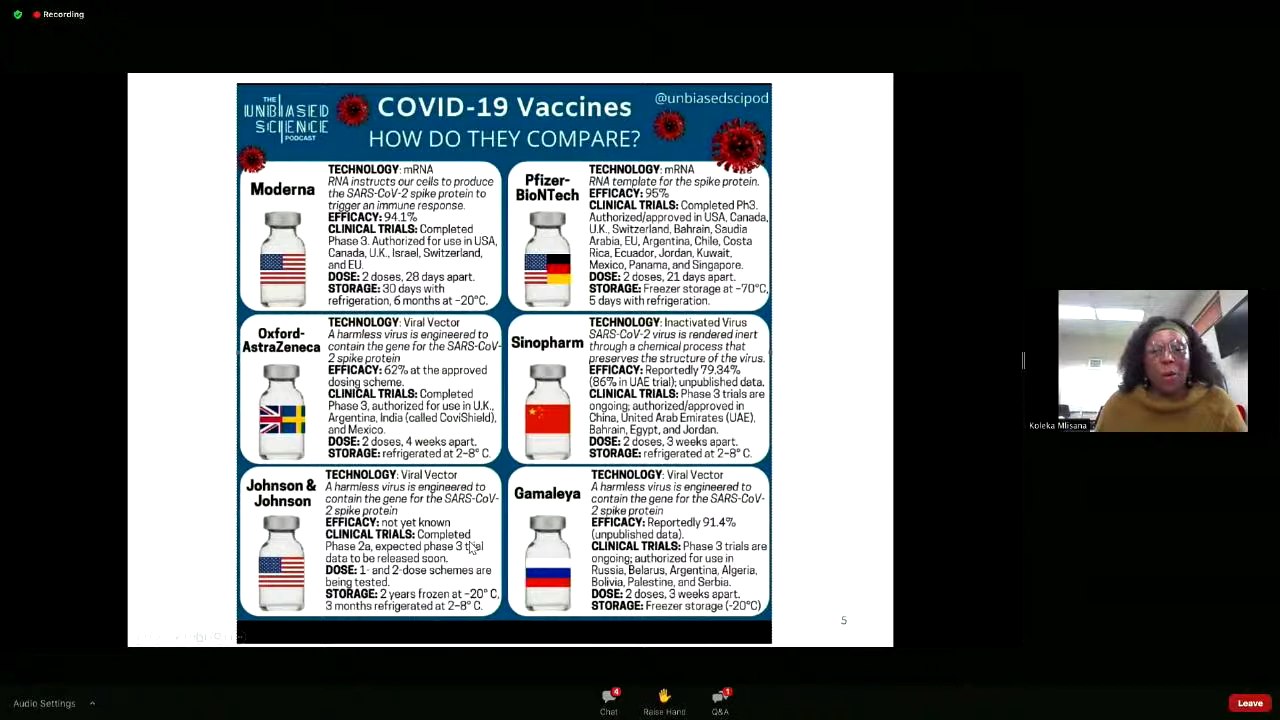 Recording
THE
UNBIASED
SCIENCE
PODCAST
COVID-19 Vaccines
HOW DO THEY COMPARE?
@unbiasedscipod
Moderna
TECHNOLOGY: mRNA
RNA instructs our cells to produce
the SARS-CoV-2 spike protein to
trigger an immune response.
EFFICACY: 94.1%
CLINICAL TRIALS: Completed
Phase 3. Authorized for use in USA,
Canada, U.K., Israel, Switzerland,
and EU.
DOSE: 2 doses, 28 days apart.
STORAGE: 30 days with
refrigeration, 6 months at -20°C.
Pfizer-
BioNTech
TECHNOLOGY: mRNA
RNA template for the spike protein.
EFFICACY: 95%
CLINICAL TRIALS: Completed Ph3.
Authorized/approved in USA, Canada,
U.K., Switzerland, Bahrain, Saudia
Arabia, EU, Argentina, Chile, Costa
Rica, Ecuador, Jordan, Kuwait,
Mexico, Panama, and Singapore.
DOSE: 2 doses, 21 days apart.
STORAGE: Freezer storage at -70°C,
5 days with refrigeration.
Oxford-
AstraZeneca
TECHNOLOGY: Viral Vector
A harmless virus is engineered to
contain the gene for the SARS-CoV-
2 spike protein
EFFICACY: 62% at the approved
dosing scheme.
CLINICAL TRIALS: Completed
Phase 3, authorized for use in U.K.,
Argentina, India (called CoviShield),
and Mexico.
DOSE: 2 doses, 4 weeks apart.
STORAGE: refrigerated at 2-8° C.
Sinopharm
TECHNOLOGY: Inactivated Virus
SARS-CoV-2 virus is rendered inert
through a chemical process that
preserves the structure of the virus.
EFFICACY: Reportedly 79.34%
(86% in UAE trial); unpublished data.
CLINICAL TRIALS: Phase 3 trials are
ongoing; authorized/approved in
China, United Arab Emirates (UAE),
Bahrain, Egypt, and Jordan.
DOSE: 2 doses, 3 weeks apart.
STORAGE: refrigerated at 2-8° C.
Johnson &
Johnson
TECHNOLOGY: Viral Vector
A harmless virus is engineered to
contain the gene for the SARS-CoV-
2 spike protein
EFFICACY: not yet known
CLINICAL TRIALS: Completed
Phase 2a, expected phase 3 trial
data to be released soon.
DOSE: 1- and 2-dose schemes are
being tested.
STORAGE: 2 years frozen at -20° C,
3 months refrigerated at 2-8° C.
Gamaleya
TECHNOLOGY: Viral Vector
A harmless virus is engineered to
contain the gene for the SARS-CoV-
2 spike protein
EFFICACY: Reportedly 91.4%
(unpublished data).
CLINICAL TRIALS: Phase 3 trials are
ongoing; authorized for use in
Russia, Belarus, Argentina, Algeria,
Bolivia, Palestine, and Serbia.
DOSE: 2 doses, 3 weeks apart.
STORAGE: Freezer storage (-20°C)
5
Koleka Mlisana
Audio Settings
4
Chat
Raise Hand
1
Q&A
Leave